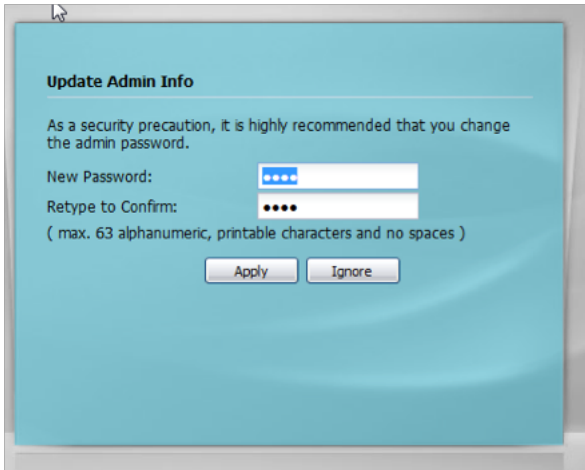 Update Admin Info
As a security precaution, it is highly recommended that you change
the admin password.
New Password: ••••
Retype to Confirm: ••••
( max. 63 alphanumeric, printable characters and no spaces )
Apply Ignore